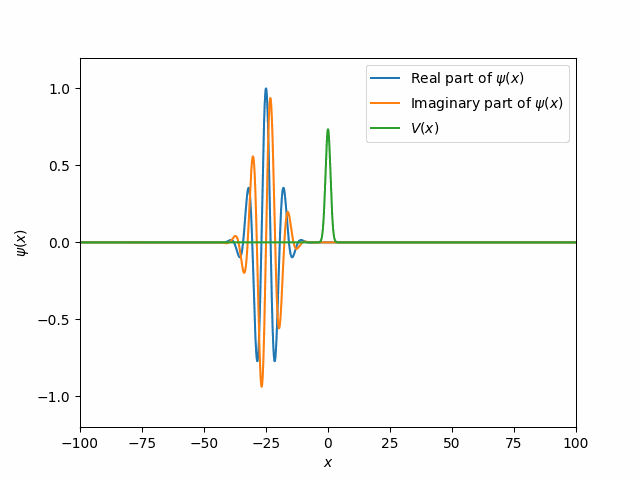 Real part of ψ(x)
Imaginary part of ψ(x)
V(x)
1.0
0.5
0.0
−0.5
−1.0
ψ(x)
−100 −75 −50 −25 0 25 50 75 100
x